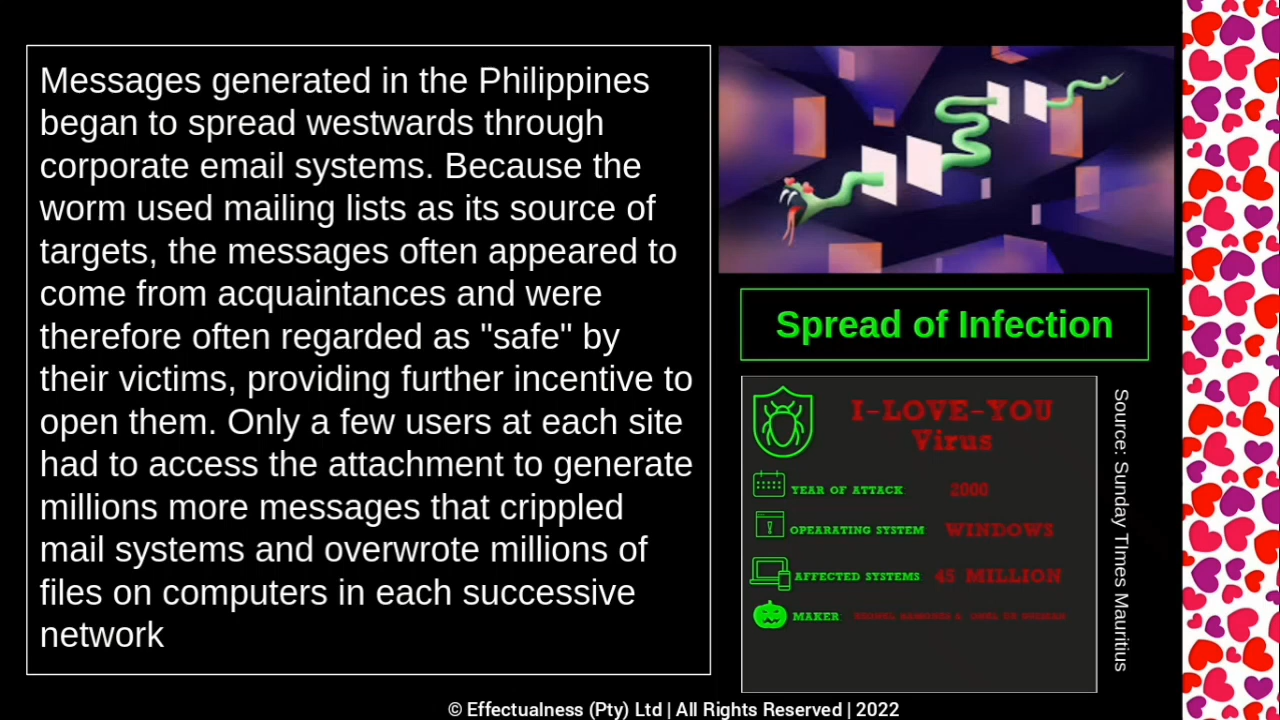 Messages generated in the Philippines
began to spread westwards through
corporate email systems. Because the
worm used mailing lists as its source of
targets, the messages often appeared to
come from acquaintances and were
therefore often regarded as "safe" by
their victims, providing further incentive to
open them. Only a few users at each site
had to access the attachment to generate
millions more messages that crippled
mail systems and overwrote millions of
files on computers in each successive
network
Spread of Infection
I-LOVE-YOU
Virus
YEAR OF ATTACK 2000
OPEARATING SYSTEM WINDOWS
AFFECTED SYSTEMS 45 MILLION
MAKER
Source: Sunday TImes Mauritius
© Effectualness (Pty) Ltd | All Rights Reserved | 2022